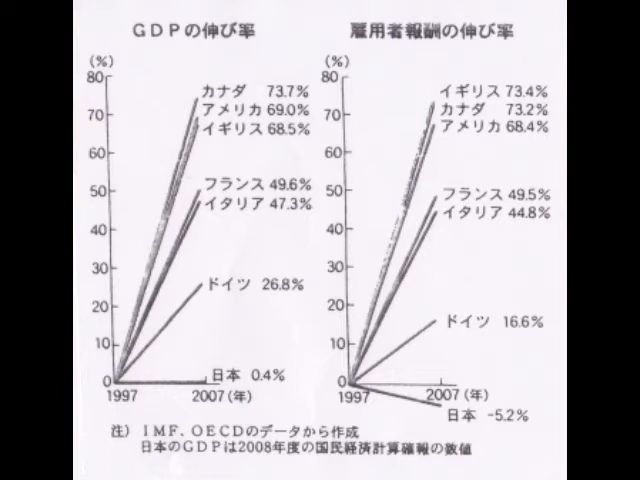 GDPの伸び率
(%)
80
70
60
50
40
30
20
10
0
カナダ 73.7%
アメリカ 69.0%
イギリス 68.5%
フランス 49.6%
イタリア 47.3%
ドイツ 26.8%
日本 0.4%
1997
2007(年)
雇用者報酬の伸び率
(%)
80
70
60
50
40
30
20
10
0
イギリス 73.4%
カナダ 73.2%
アメリカ 68.4%
フランス 49.5%
イタリア 44.8%
ドイツ 16.6%
日本 -5.2%
1997
2007(年)
注) IMF、OECDのデータから作成
日本のGDPは2008年度の国民経済計算確報の数値